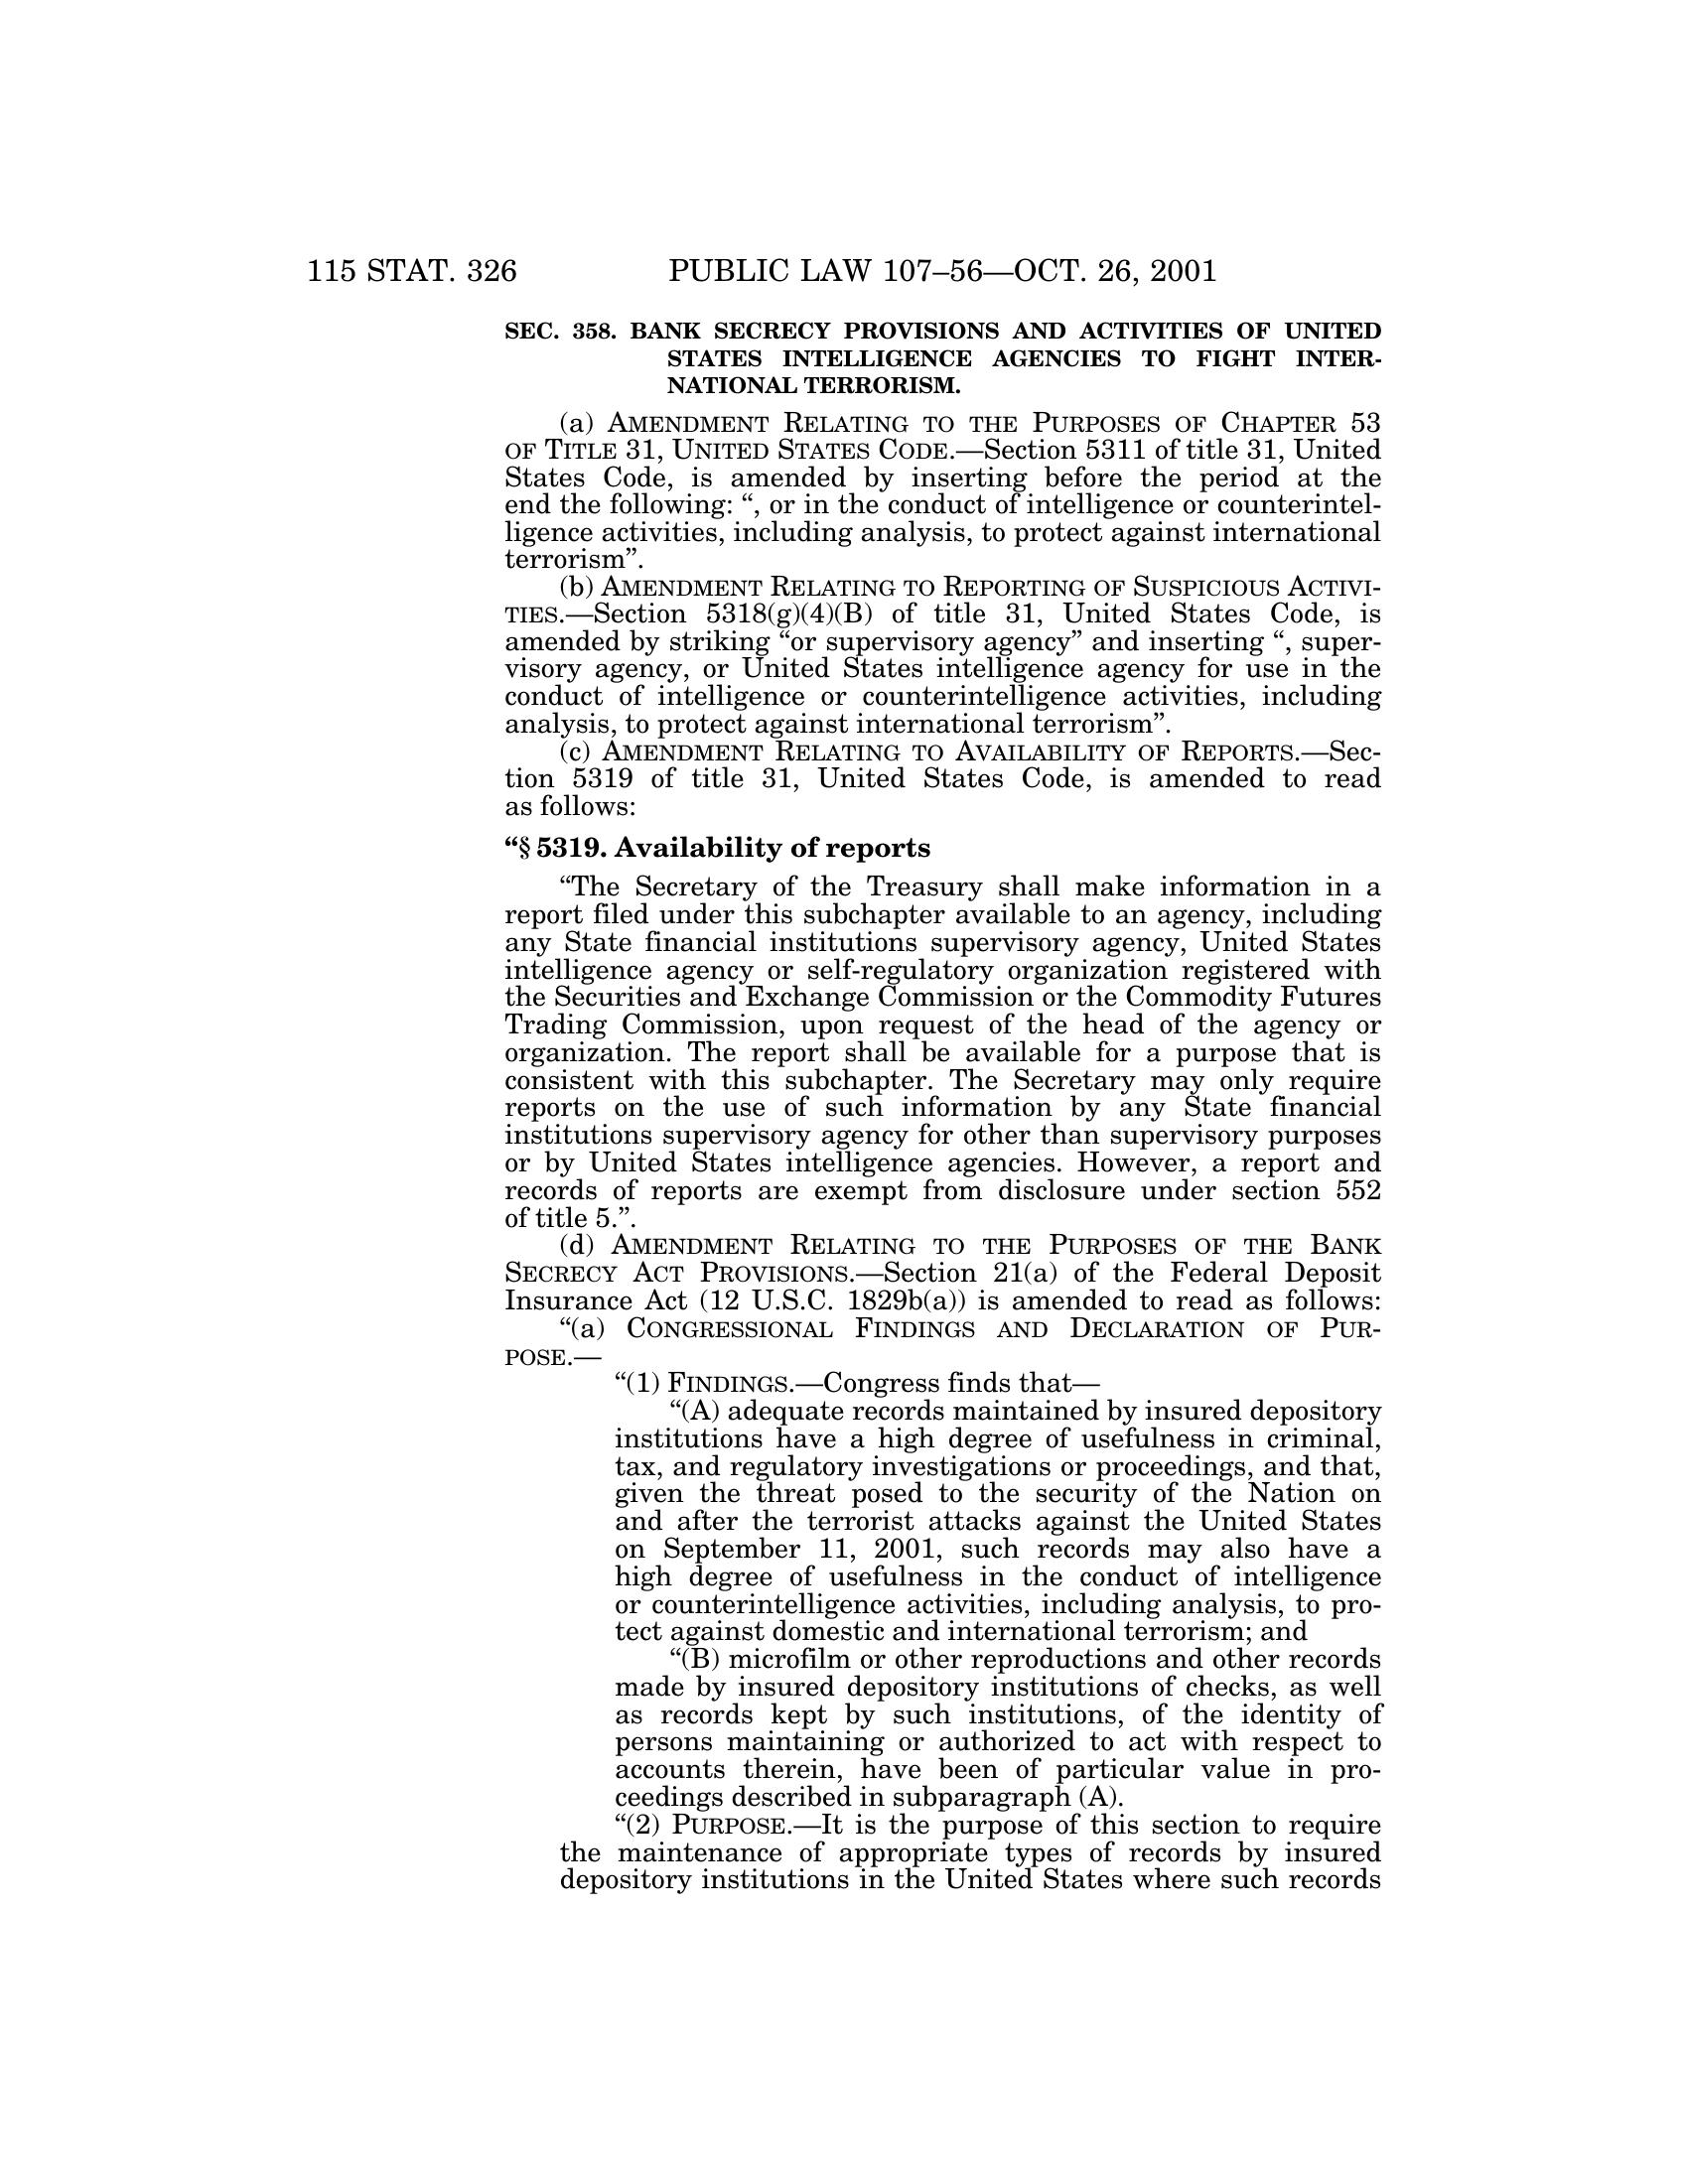 115 STAT. 326 PUBLIC LAW 107–56—OCT. 26, 2001
SEC. 358. BANK SECRECY PROVISIONS AND ACTIVITIES OF UNITED
STATES INTELLIGENCE AGENCIES TO FIGHT INTER-
NATIONAL TERRORISM.
(a) AMENDMENT RELATING TO THE PURPOSES OF CHAPTER 53
OF TITLE 31, UNITED STATES CODE.—Section 5311 of title 31, United
States Code, is amended by inserting before the period at the
end the following: “, or in the conduct of intelligence or counterintel-
ligence activities, including analysis, to protect against international
terrorism”.
(b) AMENDMENT RELATING TO REPORTING OF SUSPICIOUS ACTIVI-
TIES.—Section 5318(g)(4)(B) of title 31, United States Code, is
amended by striking “or supervisory agency” and inserting “, super-
visory agency, or United States intelligence agency for use in the
conduct of intelligence or counterintelligence activities, including
analysis, to protect against international terrorism”.
(c) AMENDMENT RELATING TO AVAILABILITY OF REPORTS.—Sec-
tion 5319 of title 31, United States Code, is amended to read
as follows:
“§ 5319. Availability of reports
“The Secretary of the Treasury shall make information in a
report filed under this subchapter available to an agency, including
any State financial institutions supervisory agency, United States
intelligence agency or self-regulatory organization registered with
the Securities and Exchange Commission or the Commodity Futures
Trading Commission, upon request of the head of the agency or
organization. The report shall be available for a purpose that is
consistent with this subchapter. The Secretary may only require
reports on the use of such information by any State financial
institutions supervisory agency for other than supervisory purposes
or by United States intelligence agencies. However, a report and
records of reports are exempt from disclosure under section 552
of title 5.”.
(d) AMENDMENT RELATING TO THE PURPOSES OF THE BANK
SECRECY ACT PROVISIONS.—Section 21(a) of the Federal Deposit
Insurance Act (12 U.S.C. 1829b(a)) is amended to read as follows:
“(a) CONGRESSIONAL FINDINGS AND DECLARATION OF PUR-
POSE.—
“(1) FINDINGS.—Congress finds that—
“(A) adequate records maintained by insured depository
institutions have a high degree of usefulness in criminal,
tax, and regulatory investigations or proceedings, and that,
given the threat posed to the security of the Nation on
and after the terrorist attacks against the United States
on September 11, 2001, such records may also have a
high degree of usefulness in the conduct of intelligence
or counterintelligence activities, including analysis, to pro-
tect against domestic and international terrorism; and
“(B) microfilm or other reproductions and other records
made by insured depository institutions of checks, as well
as records kept by such institutions, of the identity of
persons maintaining or authorized to act with respect to
accounts therein, have been of particular value in pro-
ceedings described in subparagraph (A).
“(2) PURPOSE.—It is the purpose of this section to require
the maintenance of appropriate types of records by insured
depository institutions in the United States where such records